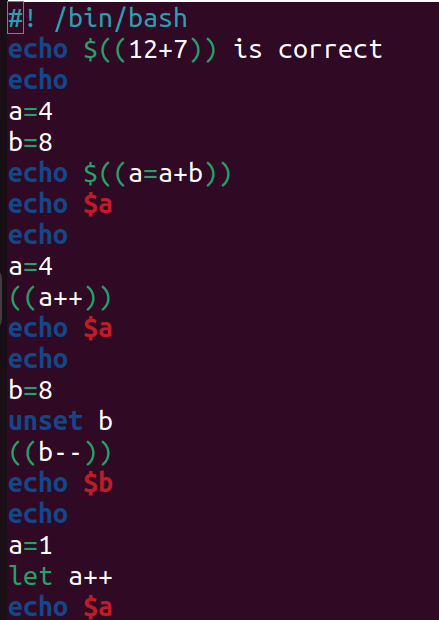 #! /bin/bash
echo $((12+7)) is correct
echo
a=4
b=8
echo $((a=a+b))
echo $a
echo
a=4
((a++))
echo $a
echo
b=8
unset b
((b--))
echo $b
echo
a=1
let a++
echo $a